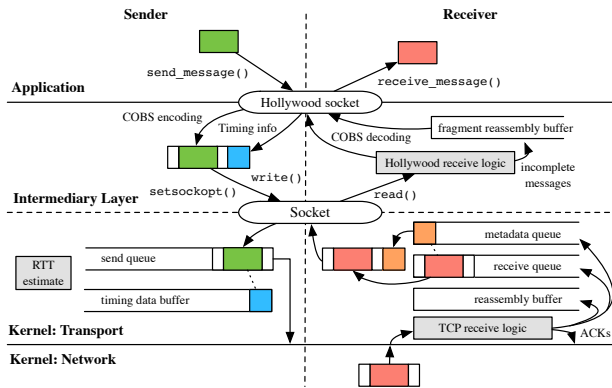 Sender
Receiver
send_message()
receive_message()
Application
Hollywood socket
COBS encoding
Timing info
COBS decoding
fragment reassembly buffer
Hollywood receive logic
incomplete
messages
write()
setsockopt()
read()
Intermediary Layer
Socket
metadata queue
RTT
estimate
send queue
receive queue
timing data buffer
reassembly buffer
Kernel: Transport
TCP receive logic
ACKs
Kernel: Network